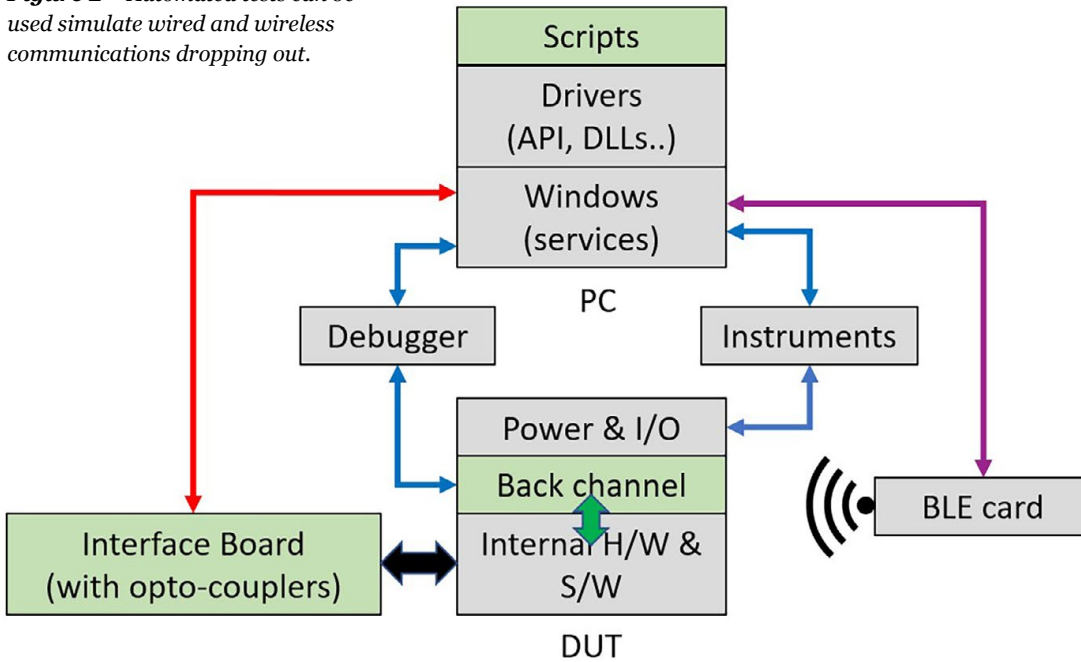 used simulate wired and wireless
communications dropping out.
Scripts
Drivers
(API, DLLs..)
Windows
(services)
PC
Debugger
Instruments
Power & I/O
Back channel
Internal H/W &
S/W
DUT
Interface Board
(with opto-couplers)
BLE card